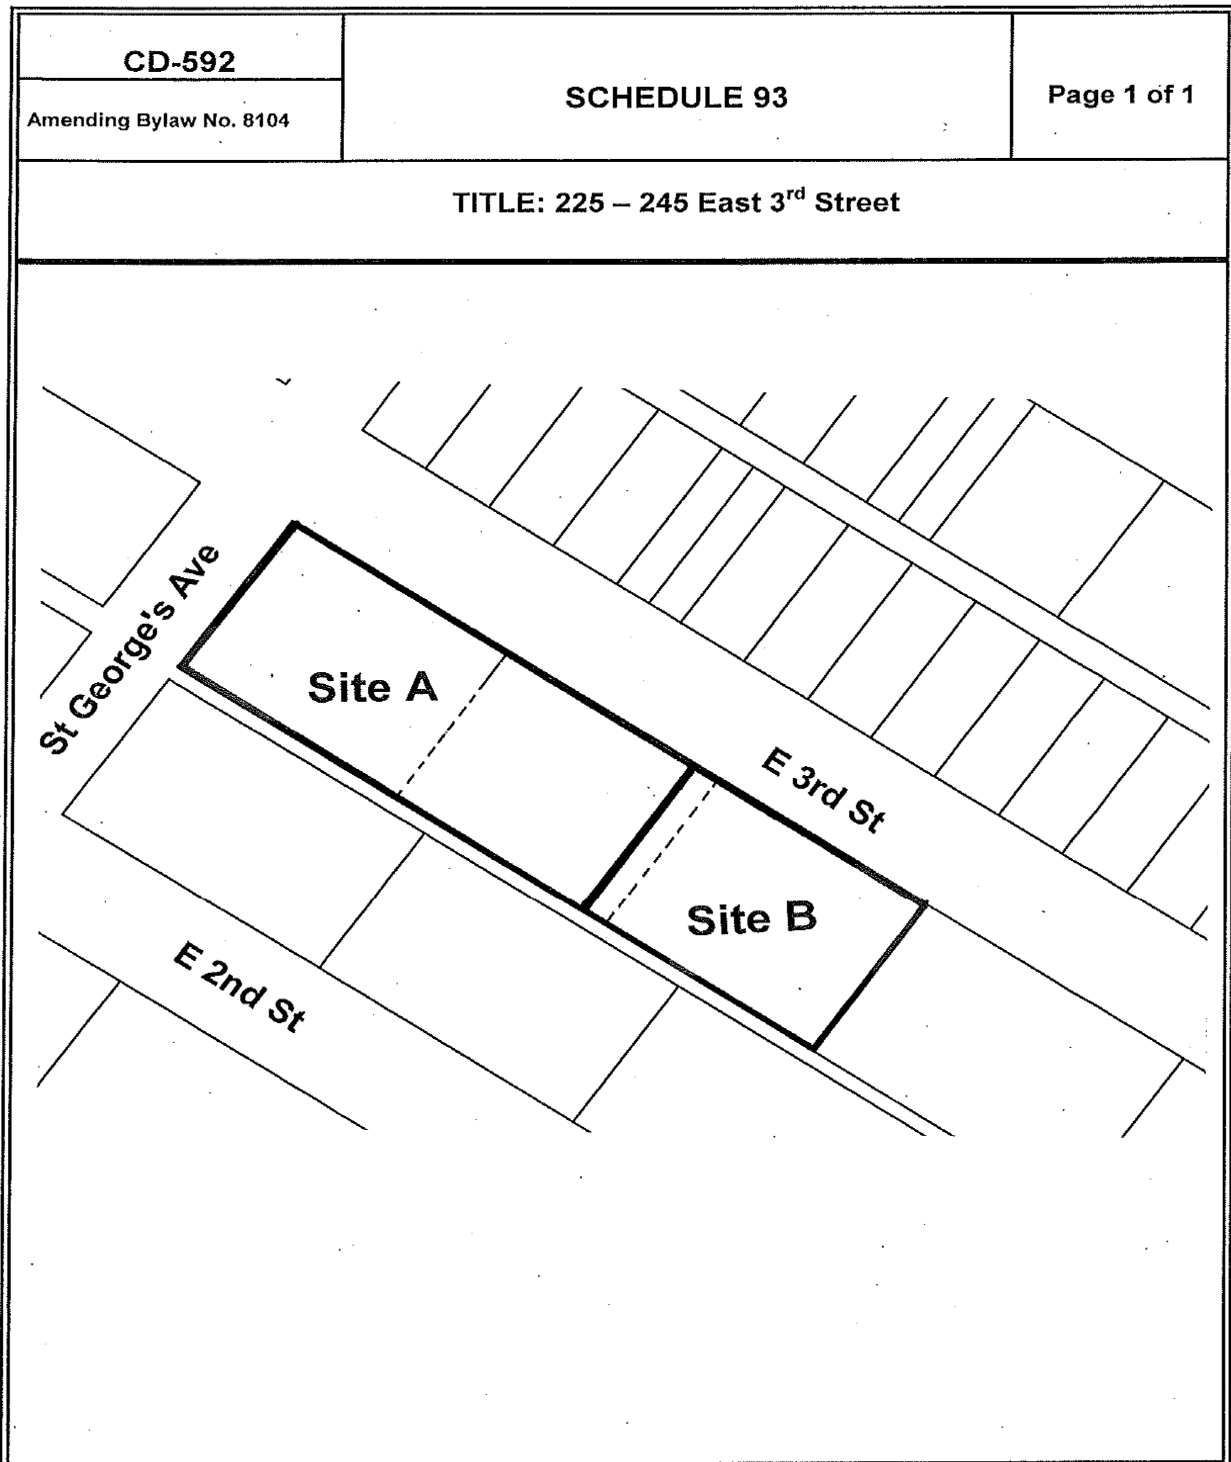 CD-592
Amending Bylaw No. 8104
SCHEDULE 93
Page 1 of 1
TITLE: 225 – 245 East 3rd Street
St George's Ave
Site A
E 3rd St
Site B
E 2nd St